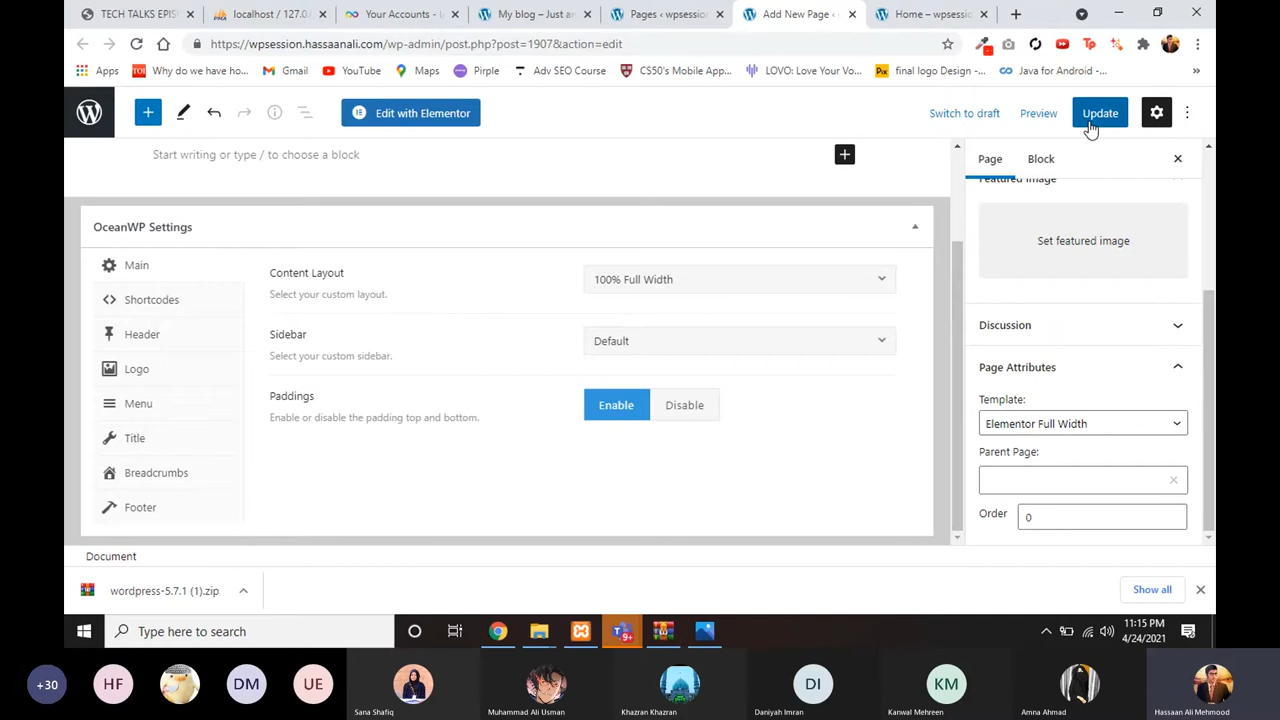 TECH TALKS EPIS
localhost / 127.0.
Your Accounts -
My blog – Just an
Pages ‹ wpsession
Add New Page ‹
Home – wpsession
https://wpsession.hassaanali.com/wp-admin/post.php?post=1907&action=edit
Apps
Why do we have ho...
Gmail
YouTube
Maps
Pirple
Adv SEO Course
CS50's Mobile App...
LOVO: Love Your Vo...
final logo Design -...
Java for Android -...
»
Edit with Elementor
Switch to draft
Preview
Update
Start writing or type / to choose a block
Page
Block
Featured image
Set featured image
OceanWP Settings
Main
Shortcodes
Header
Logo
Menu
Title
Breadcrumbs
Footer
Content Layout
Select your custom layout.
100% Full Width
Sidebar
Select your custom sidebar.
Default
Paddings
Enable or disable the padding top and bottom.
Enable
Disable
Discussion
Page Attributes
Template:
Elementor Full Width
Parent Page:
Order
0
Document
wordpress-5.7.1 (1).zip
Show all
Type here to search
9+
11:15 PM
4/24/2021
+30
HF
DM
UE
Sana Shafiq
Muhammad Ali Usman
Khazran Khazran
DI
Daniyah Imran
KM
Kanwal Mehreen
Amna Ahmad
Hassaan Ali Mehmood